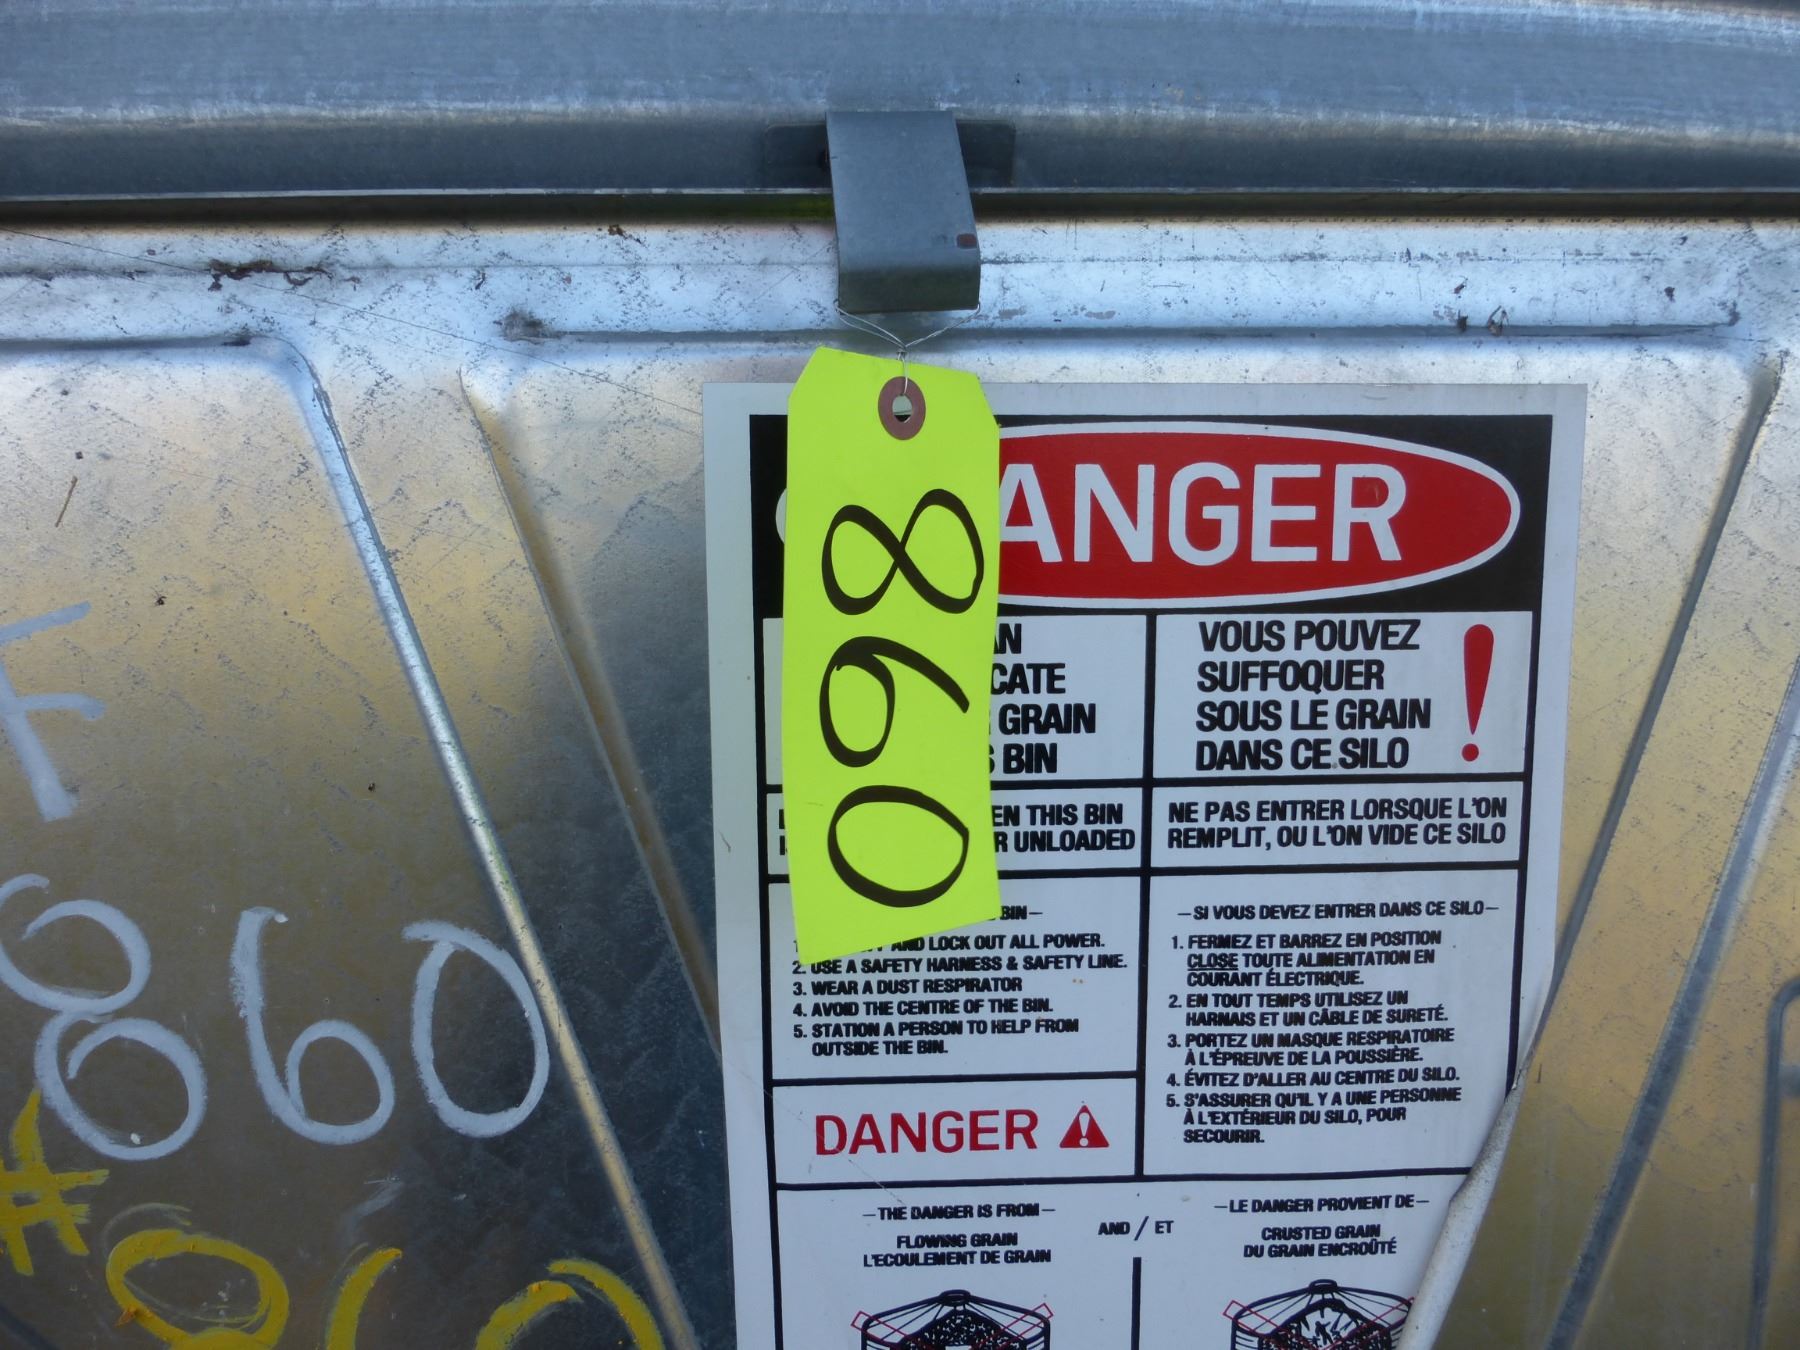 860
ANGER
AN
CATE
GRAIN
BIN
VOUS POUVEZ
SUFFOQUER
SOUS LE GRAIN
DANS CE SILO
!
EN THIS BIN
R UNLOADED
NE PAS ENTRER LORSQUE L'ON
REMPLIT, OU L'ON VIDE CE SILO
BIN—
AND LOCK OUT ALL POWER.
2. USE A SAFETY HARNESS & SAFETY LINE.
3. WEAR A DUST RESPIRATOR
4. AVOID THE CENTRE OF THE BIN.
5. STATION A PERSON TO HELP FROM
OUTSIDE THE BIN.
—SI VOUS DEVEZ ENTRER DANS CE SILO—
1. FERMEZ ET BARREZ EN POSITION
CLOSE TOUTE ALIMENTATION EN
COURANT ÉLECTRIQUE.
2. EN TOUT TEMPS UTILISEZ UN
HARNAIS ET UN CÂBLE DE SURETÉ.
3. PORTEZ UN MASQUE RESPIRATOIRE
À L'ÉPREUVE DE LA POUSSIÈRE.
4. ÉVITEZ D'ALLER AU CENTRE DU SILO.
5. S'ASSURER QU'IL Y A UNE PERSONNE
À L'EXTÉRIEUR DU SILO, POUR
SECOURIR.
DANGER
—THE DANGER IS FROM—
FLOWING GRAIN
L'ECOULEMENT DE GRAIN
AND / ET
—LE DANGER PROVIENT DE—
CRUSTED GRAIN
DU GRAIN ENCROÛTÉ
F
860
#
860